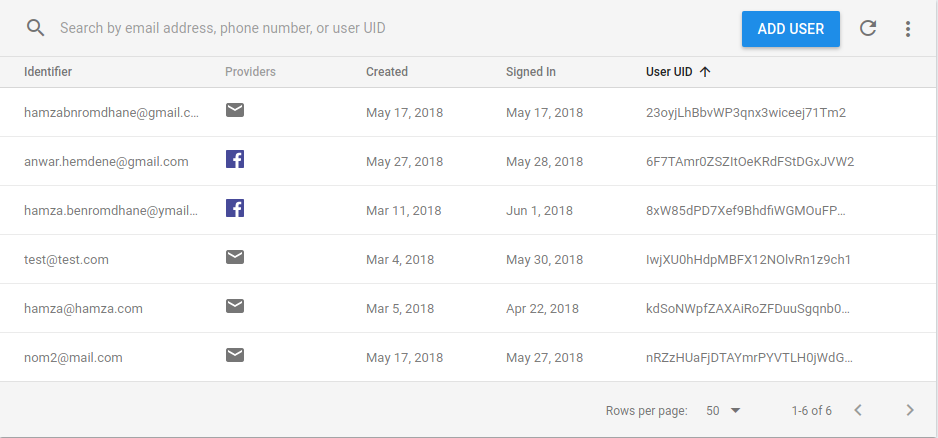 Search by email address, phone number, or user UID ADD USER
Identifier Providers Created Signed In User UID
hamzabnromdhane@gmail.c... May 17, 2018 May 17, 2018 23oyjLhBbvWP3qnx3wiceej71Tm2
anwar.hemdene@gmail.com May 27, 2018 May 28, 2018 6F7TAmr0ZSZItOeKRdFStDGxJVW2
hamza.benromdhane@ymail... Mar 11, 2018 Jun 1, 2018 8xW85dPD7Xef9BhdfiWGMOuFP...
test@test.com Mar 4, 2018 May 30, 2018 IwjXU0hHdpMBFX12NOlvRn1z9ch1
hamza@hamza.com Mar 5, 2018 Apr 22, 2018 kdSoNWpfZAXAiRoZFDuuSgqnb0...
nom2@mail.com May 17, 2018 May 27, 2018 nRZzHUaFjDTAYmrPYVTLH0jWdG...
Rows per page: 50 1-6 of 6